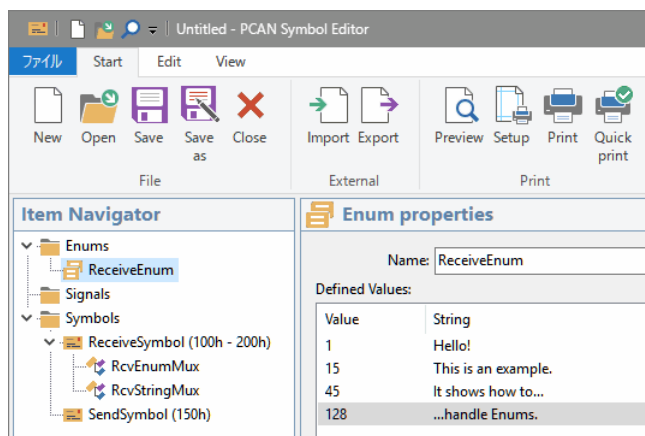 Untitled - PCAN Symbol Editor
ファイル Start Edit View
New Open Save Save as Close Import Export Preview Setup Print Quick print
File External Print
Item Navigator
Enums
ReceiveEnum
Signals
Symbols
ReceiveSymbol (100h - 200h)
RcvEnumMux
RcvStringMux
SendSymbol (150h)
Enum properties
Name: ReceiveEnum
Defined Values:
Value String
1 Hello!
15 This is an example.
45 It shows how to...
128 ...handle Enums.